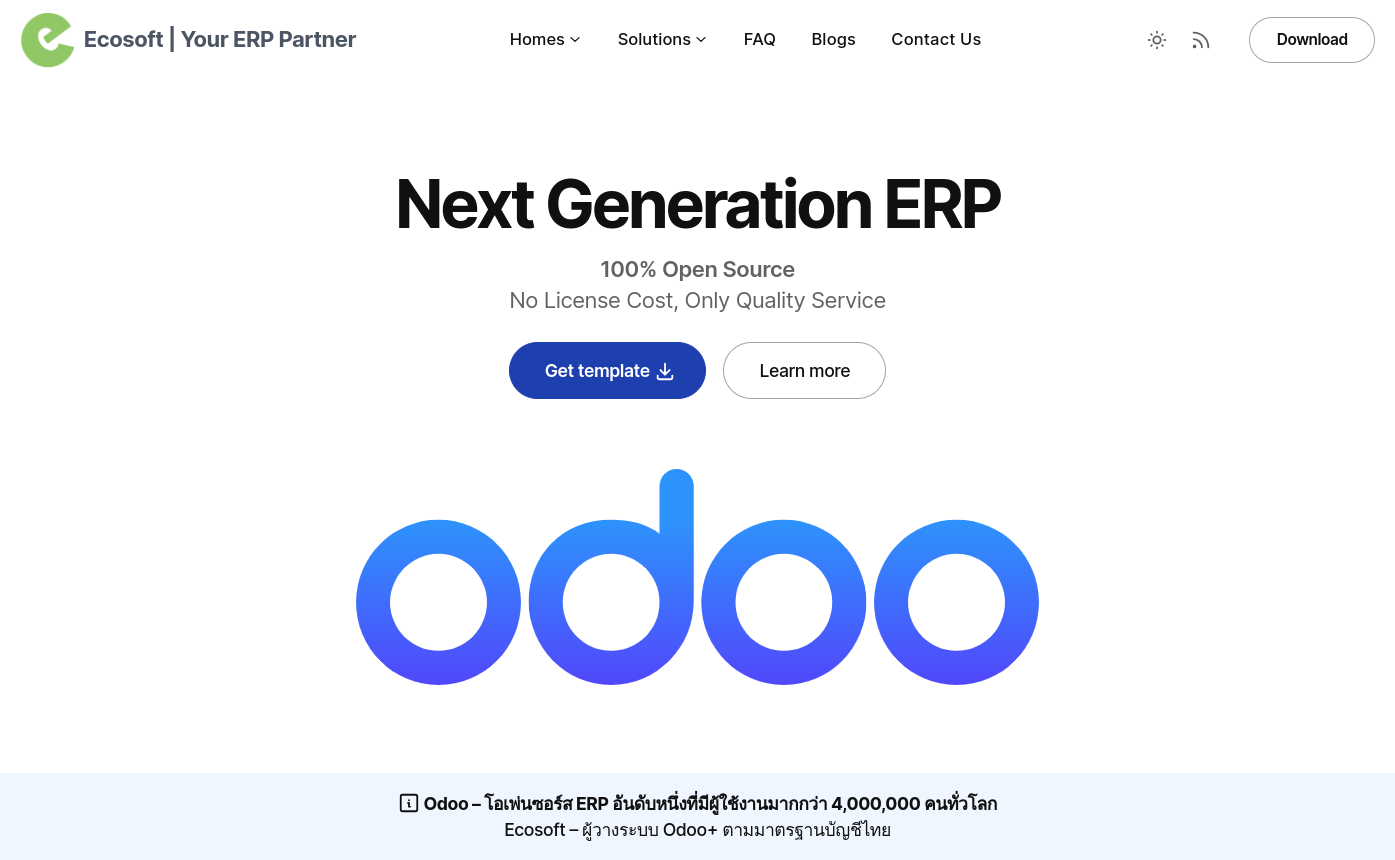 Ecosoft | Your ERP Partner
Homes
Solutions
FAQ
Blogs
Contact Us
Download
Next Generation ERP
100% Open Source
No License Cost, Only Quality Service
Get template
Learn more
odoo
Odoo – โอเพ่นซอร์ส ERP อันดับหนึ่งที่มีผู้ใช้งานมากกว่า 4,000,000 คนทั่วโลก
Ecosoft – ผู้วางระบบ Odoo+ ตามมาตรฐานบัญชีไทย